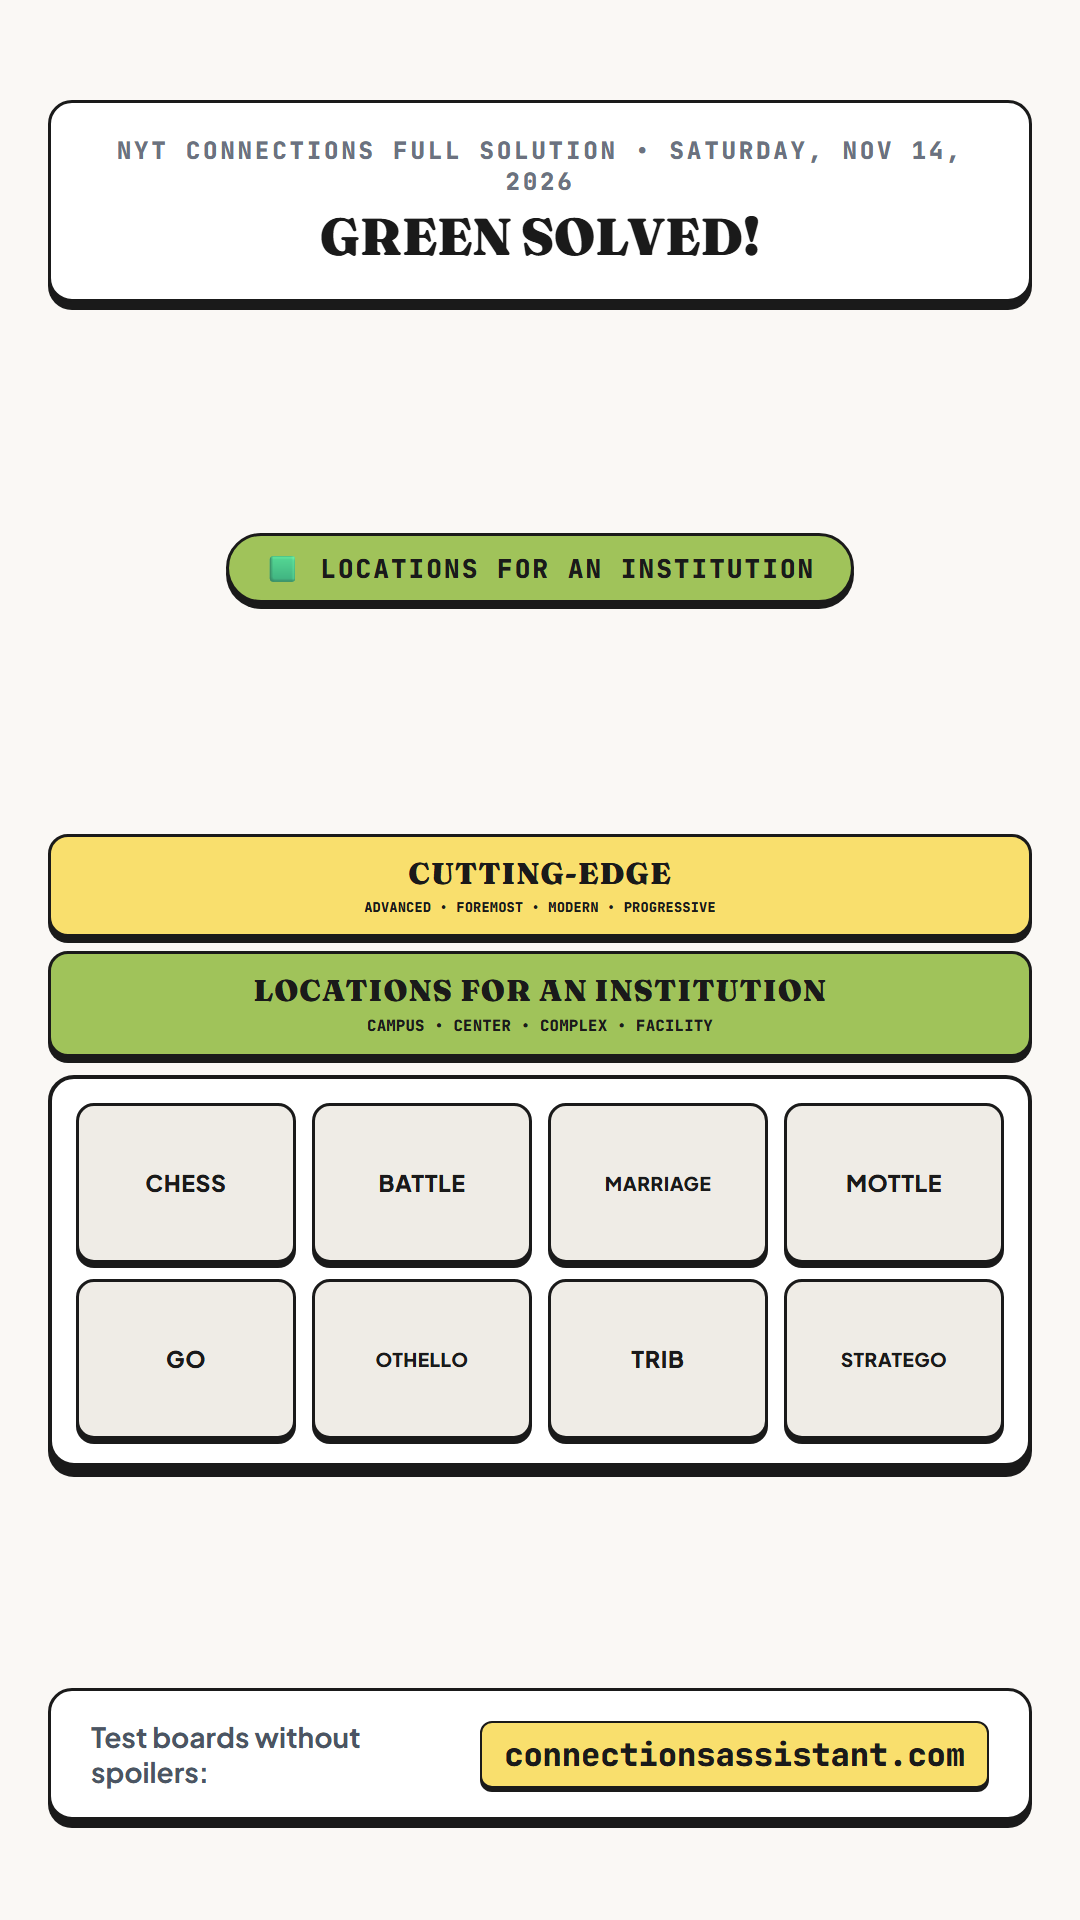 NYT CONNECTIONS FULL SOLUTION • SATURDAY, NOV 14,
2026
GREEN SOLVED!
LOCATIONS FOR AN INSTITUTION
CUTTING-EDGE
ADVANCED • FOREMOST • MODERN • PROGRESSIVE
LOCATIONS FOR AN INSTITUTION
CAMPUS • CENTER • COMPLEX • FACILITY
CHESS BATTLE MARRIAGE MOTTLE
GO OTHELLO TRIB STRATEGO
Test boards without
spoilers:
connectionsassistant.com